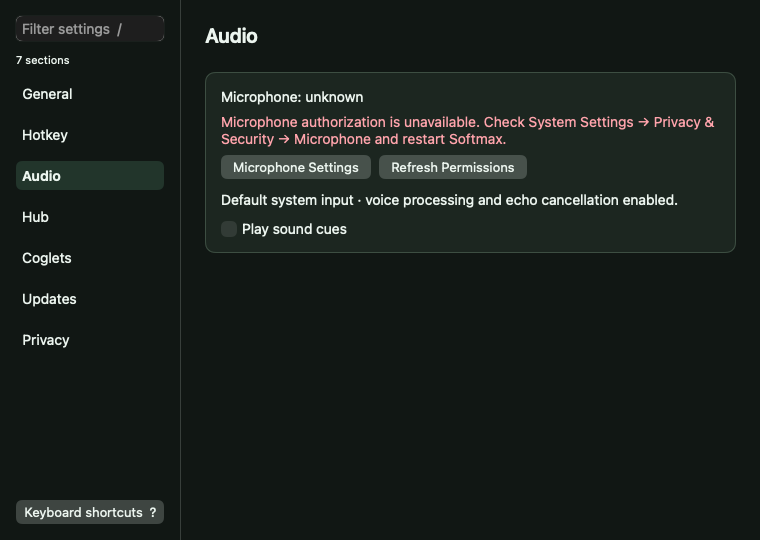 Filter settings /
7 sections
General
Hotkey
Audio
Hub
Coglets
Updates
Privacy
Keyboard shortcuts ?
Audio
Microphone: unknown
Microphone authorization is unavailable. Check System Settings → Privacy &
Security → Microphone and restart Softmax.
Microphone Settings
Refresh Permissions
Default system input · voice processing and echo cancellation enabled.
Play sound cues